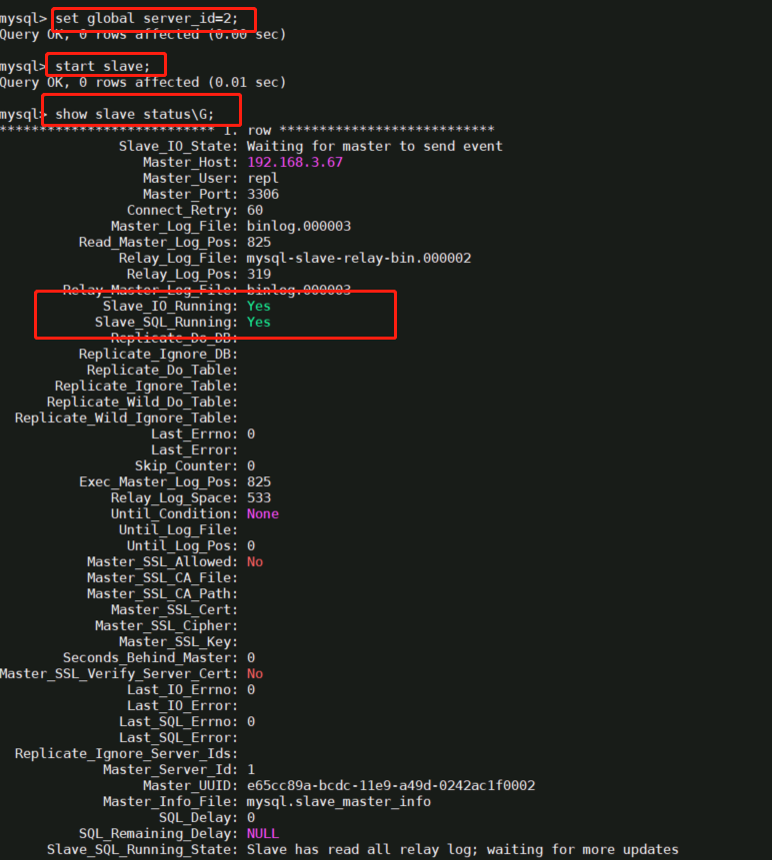 mysql> set global server_id=2;
Query OK, 0 rows affected (0.00 sec)
mysql> start slave;
Query OK, 0 rows affected (0.01 sec)
mysql> show slave status\G;
*************************** 1. row ***************************
Slave_IO_State: Waiting for master to send event
Master_Host: 192.168.3.67
Master_User: repl
Master_Port: 3306
Connect_Retry: 60
Master_Log_File: binlog.000003
Read_Master_Log_Pos: 825
Relay_Log_File: mysql-slave-relay-bin.000002
Relay_Log_Pos: 319
Relay_Master_Log_File: binlog.000003
Slave_IO_Running: Yes
Slave_SQL_Running: Yes
Replicate_Do_DB:
Replicate_Ignore_DB:
Replicate_Do_Table:
Replicate_Ignore_Table:
Replicate_Wild_Do_Table:
Replicate_Wild_Ignore_Table:
Last_Errno: 0
Last_Error:
Skip_Counter: 0
Exec_Master_Log_Pos: 825
Relay_Log_Space: 533
Until_Condition: None
Until_Log_File:
Until_Log_Pos: 0
Master_SSL_Allowed: No
Master_SSL_CA_File:
Master_SSL_CA_Path:
Master_SSL_Cert:
Master_SSL_Cipher:
Master_SSL_Key:
Seconds_Behind_Master: 0
Master_SSL_Verify_Server_Cert: No
Last_IO_Errno: 0
Last_IO_Error:
Last_SQL_Errno: 0
Last_SQL_Error:
Replicate_Ignore_Server_Ids:
Master_Server_Id: 1
Master_UUID: e65cc89a-bcdc-11e9-a49d-0242ac1f0002
Master_Info_File: mysql.slave_master_info
SQL_Delay: 0
SQL_Remaining_Delay: NULL
Slave_SQL_Running_State: Slave has read all relay log; waiting for more updates